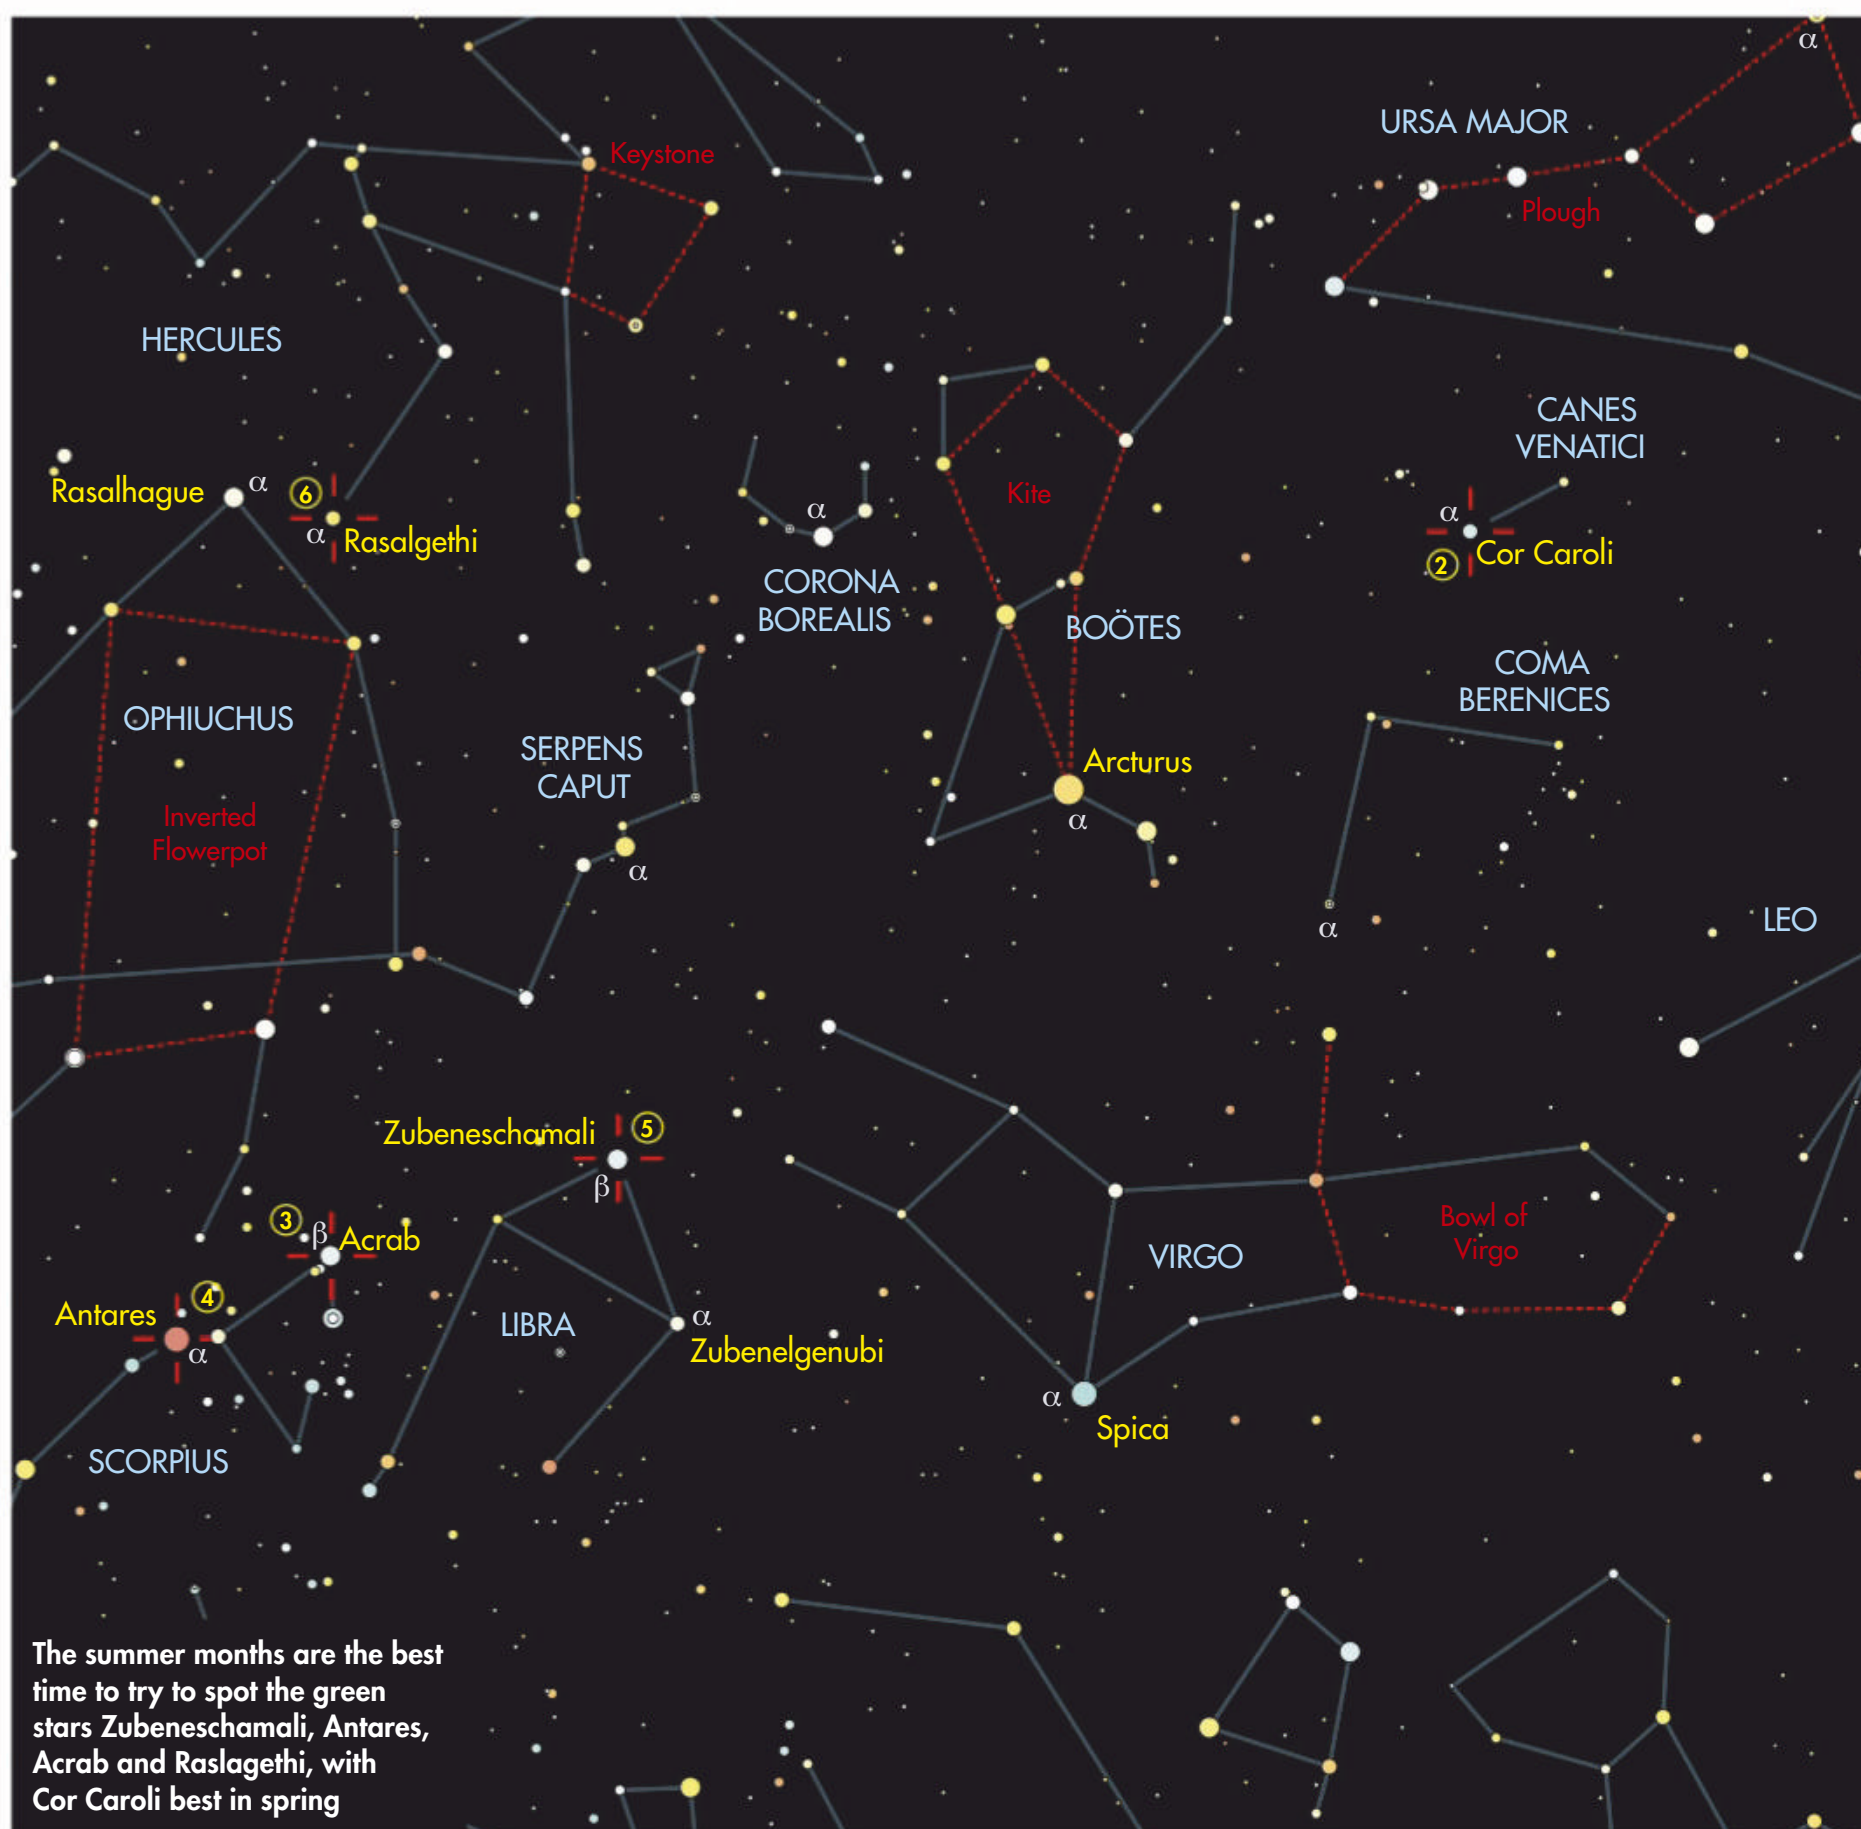 α
URSA MAJOR
Keystone
Plough
HERCULES
CANES
VENATICI
Rasalhague
α
6
α
Rasalgethi
Kite
α
α
2
Cor Caroli
CORONA
BOREALIS
BOÖTES
COMA
BERENICES
OPHIUCHUS
SERPENS
CAPUT
Arcturus
α
Inverted
Flowerpot
α
α
LEO
Zubeneschamali
5
β
3
β
Acrab
Bowl of
Virgo
VIRGO
Antares
4
α
LIBRA
α
Zubenelgenubi
α
Spica
SCORPIUS
The summer months are the best
time to try to spot the green
stars Zubeneschamali, Antares,
Acrab and Raslagethi, with
Cor Caroli best in spring